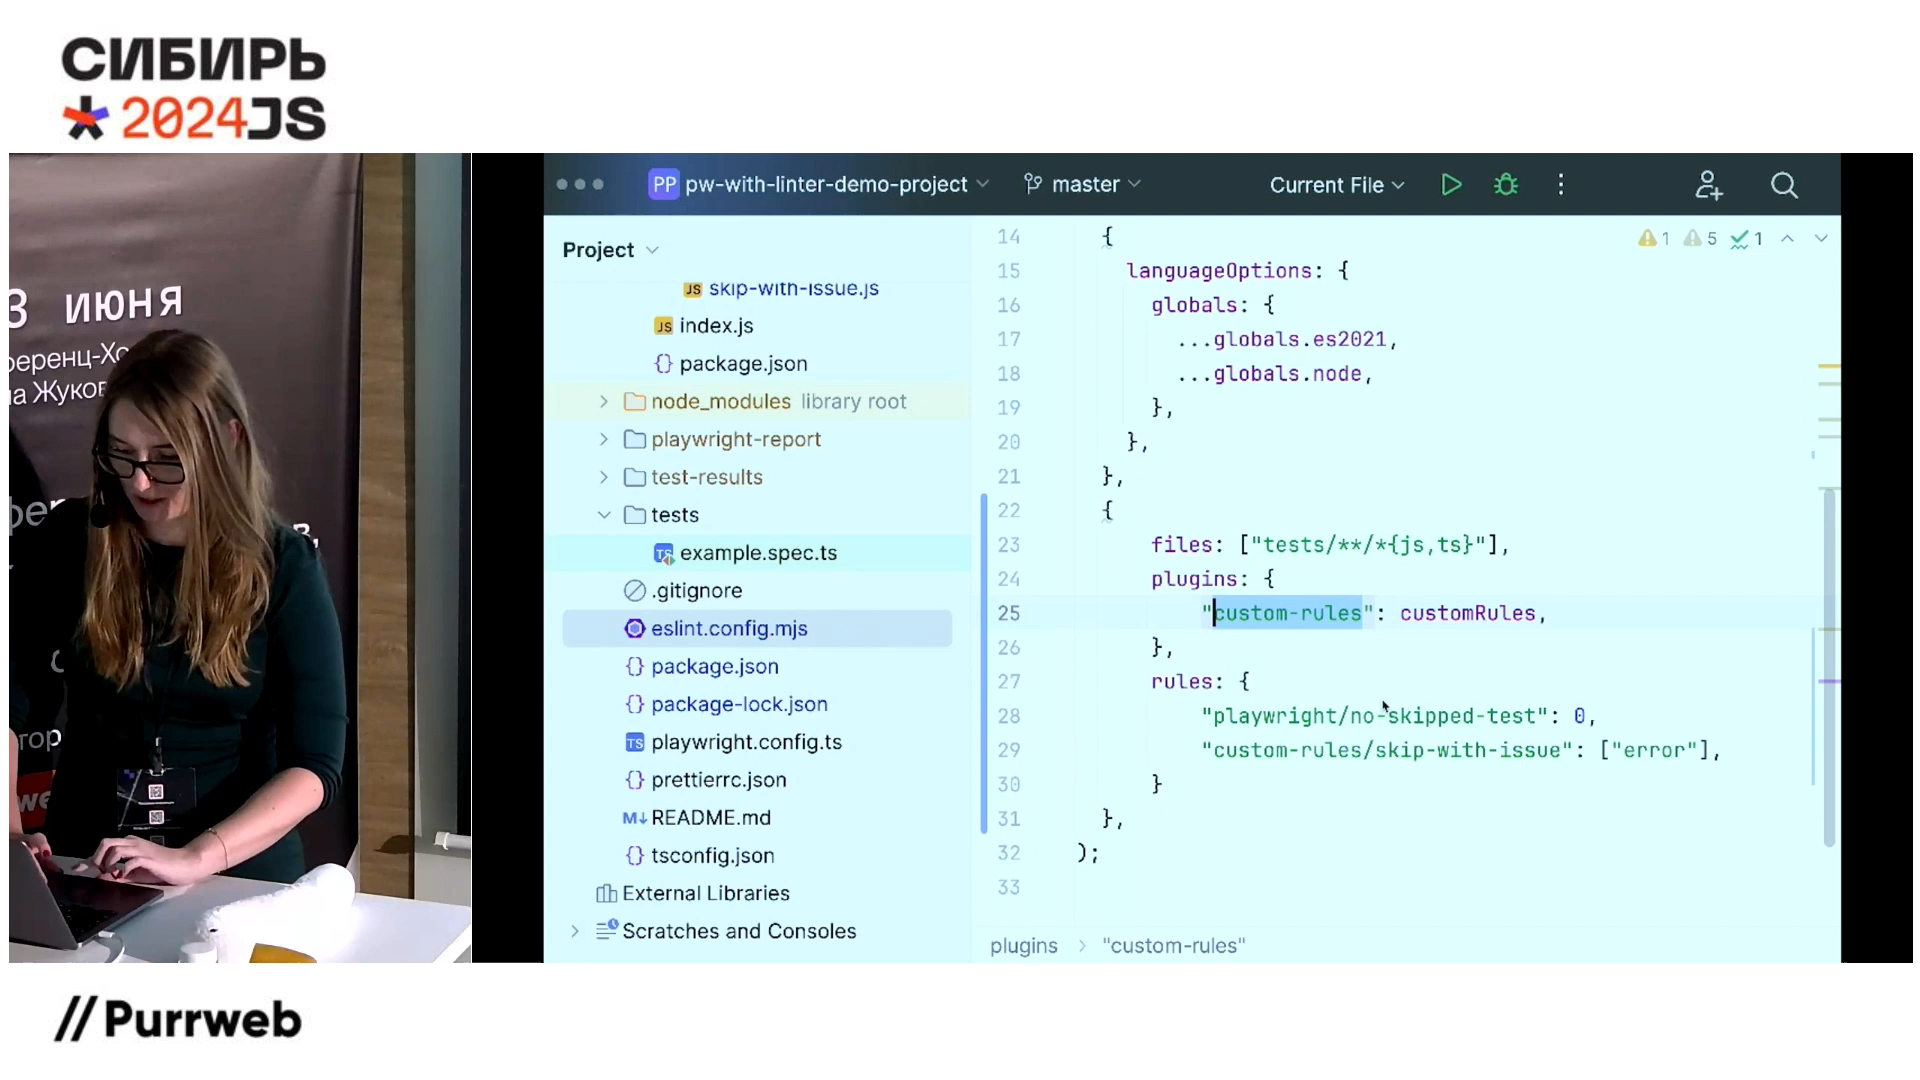 СИБИРЬ
2024JS
3 ИЮНЯ
PP pw-with-linter-demo-project
master
Current File
Project
skip-with-issue.js
index.js
package.json
node_modules library root
playwright-report
test-results
tests
example.spec.ts
.gitignore
eslint.config.mjs
package.json
package-lock.json
playwright.config.ts
prettierrc.json
README.md
tsconfig.json
External Libraries
Scratches and Consoles
1 5 1
14 {
15 languageOptions: {
16 globals: {
17 ...globals.es2021,
18 ...globals.node,
19 },
20 },
21 },
22 {
23 files: ["tests/**/*{js,ts}"],
24 plugins: {
25 "custom-rules": customRules,
26 },
27 rules: {
28 "playwright/no-skipped-test": 0,
29 "custom-rules/skip-with-issue": ["error"],
30 }
31 },
32 );
33
plugins > "custom-rules"
//Purrweb